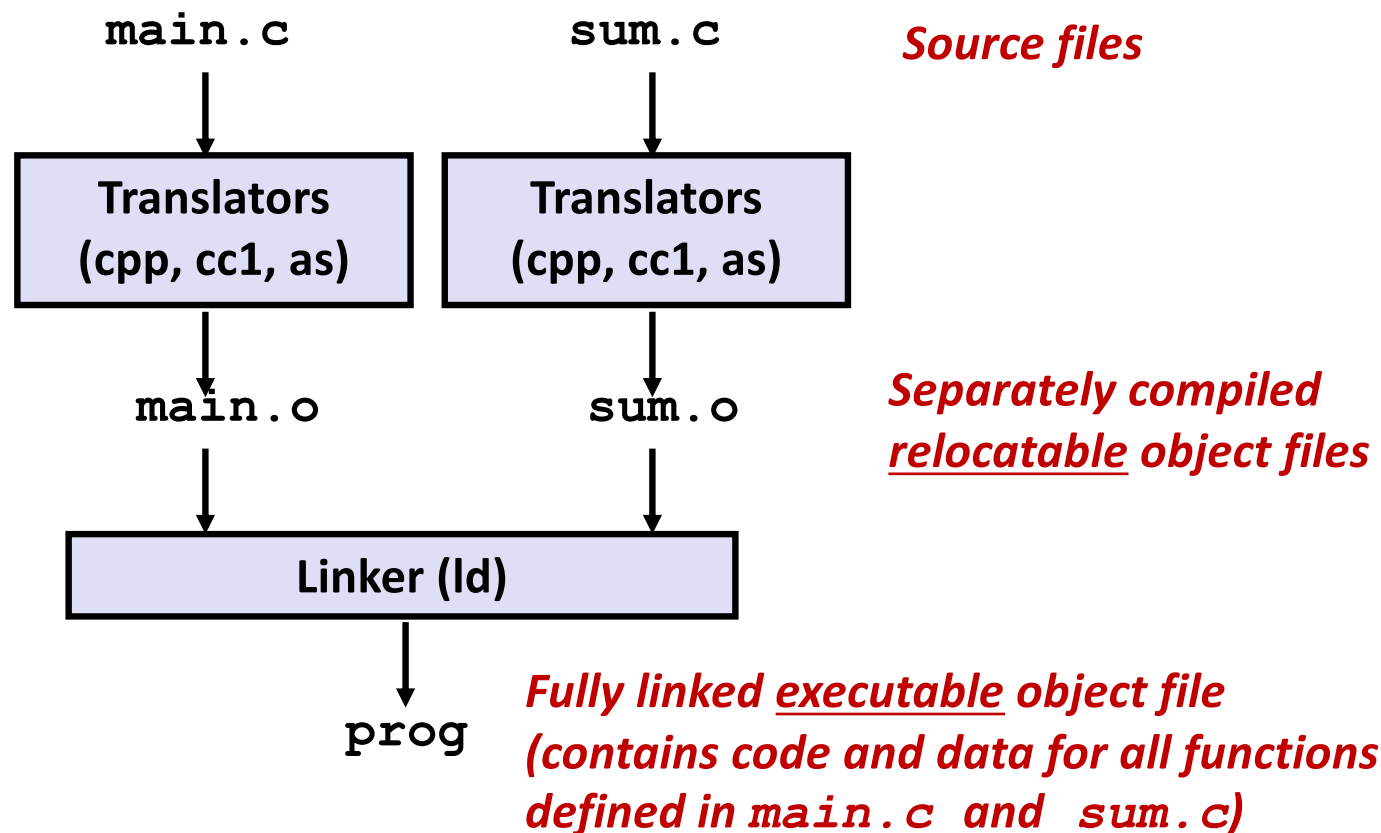 main.c
sum.c
Source files
Translators
(cpp, cc1, as)
Translators
(cpp, cc1, as)
main.o
sum.o
Separately compiled
relocatable object files
Linker (ld)
prog
Fully linked executable object file
(contains code and data for all functions
defined in main.c and sum.c)